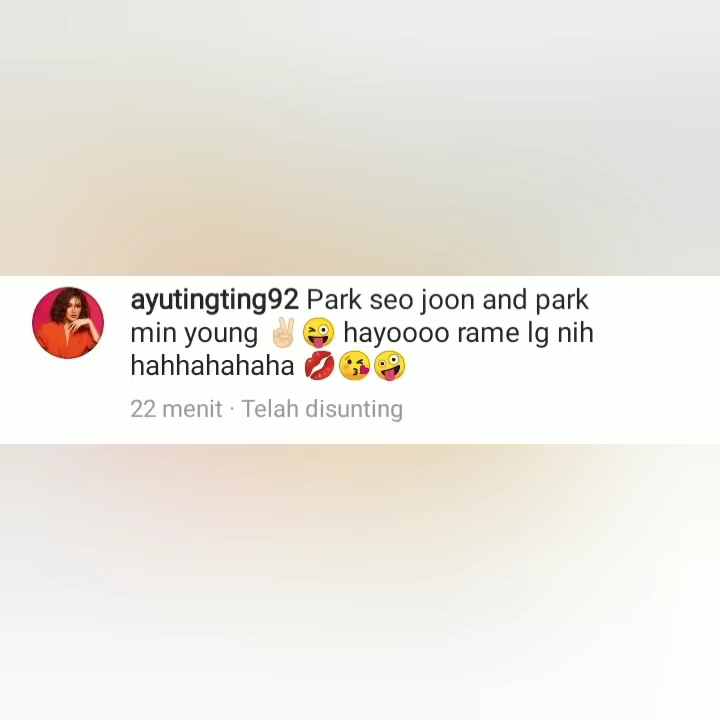 ayutingting92 Park seo joon and park
min young ✌🏻😜 hayoooo rame lg nih
hahhahahaha 💋😘🤪
22 menit · Telah disunting